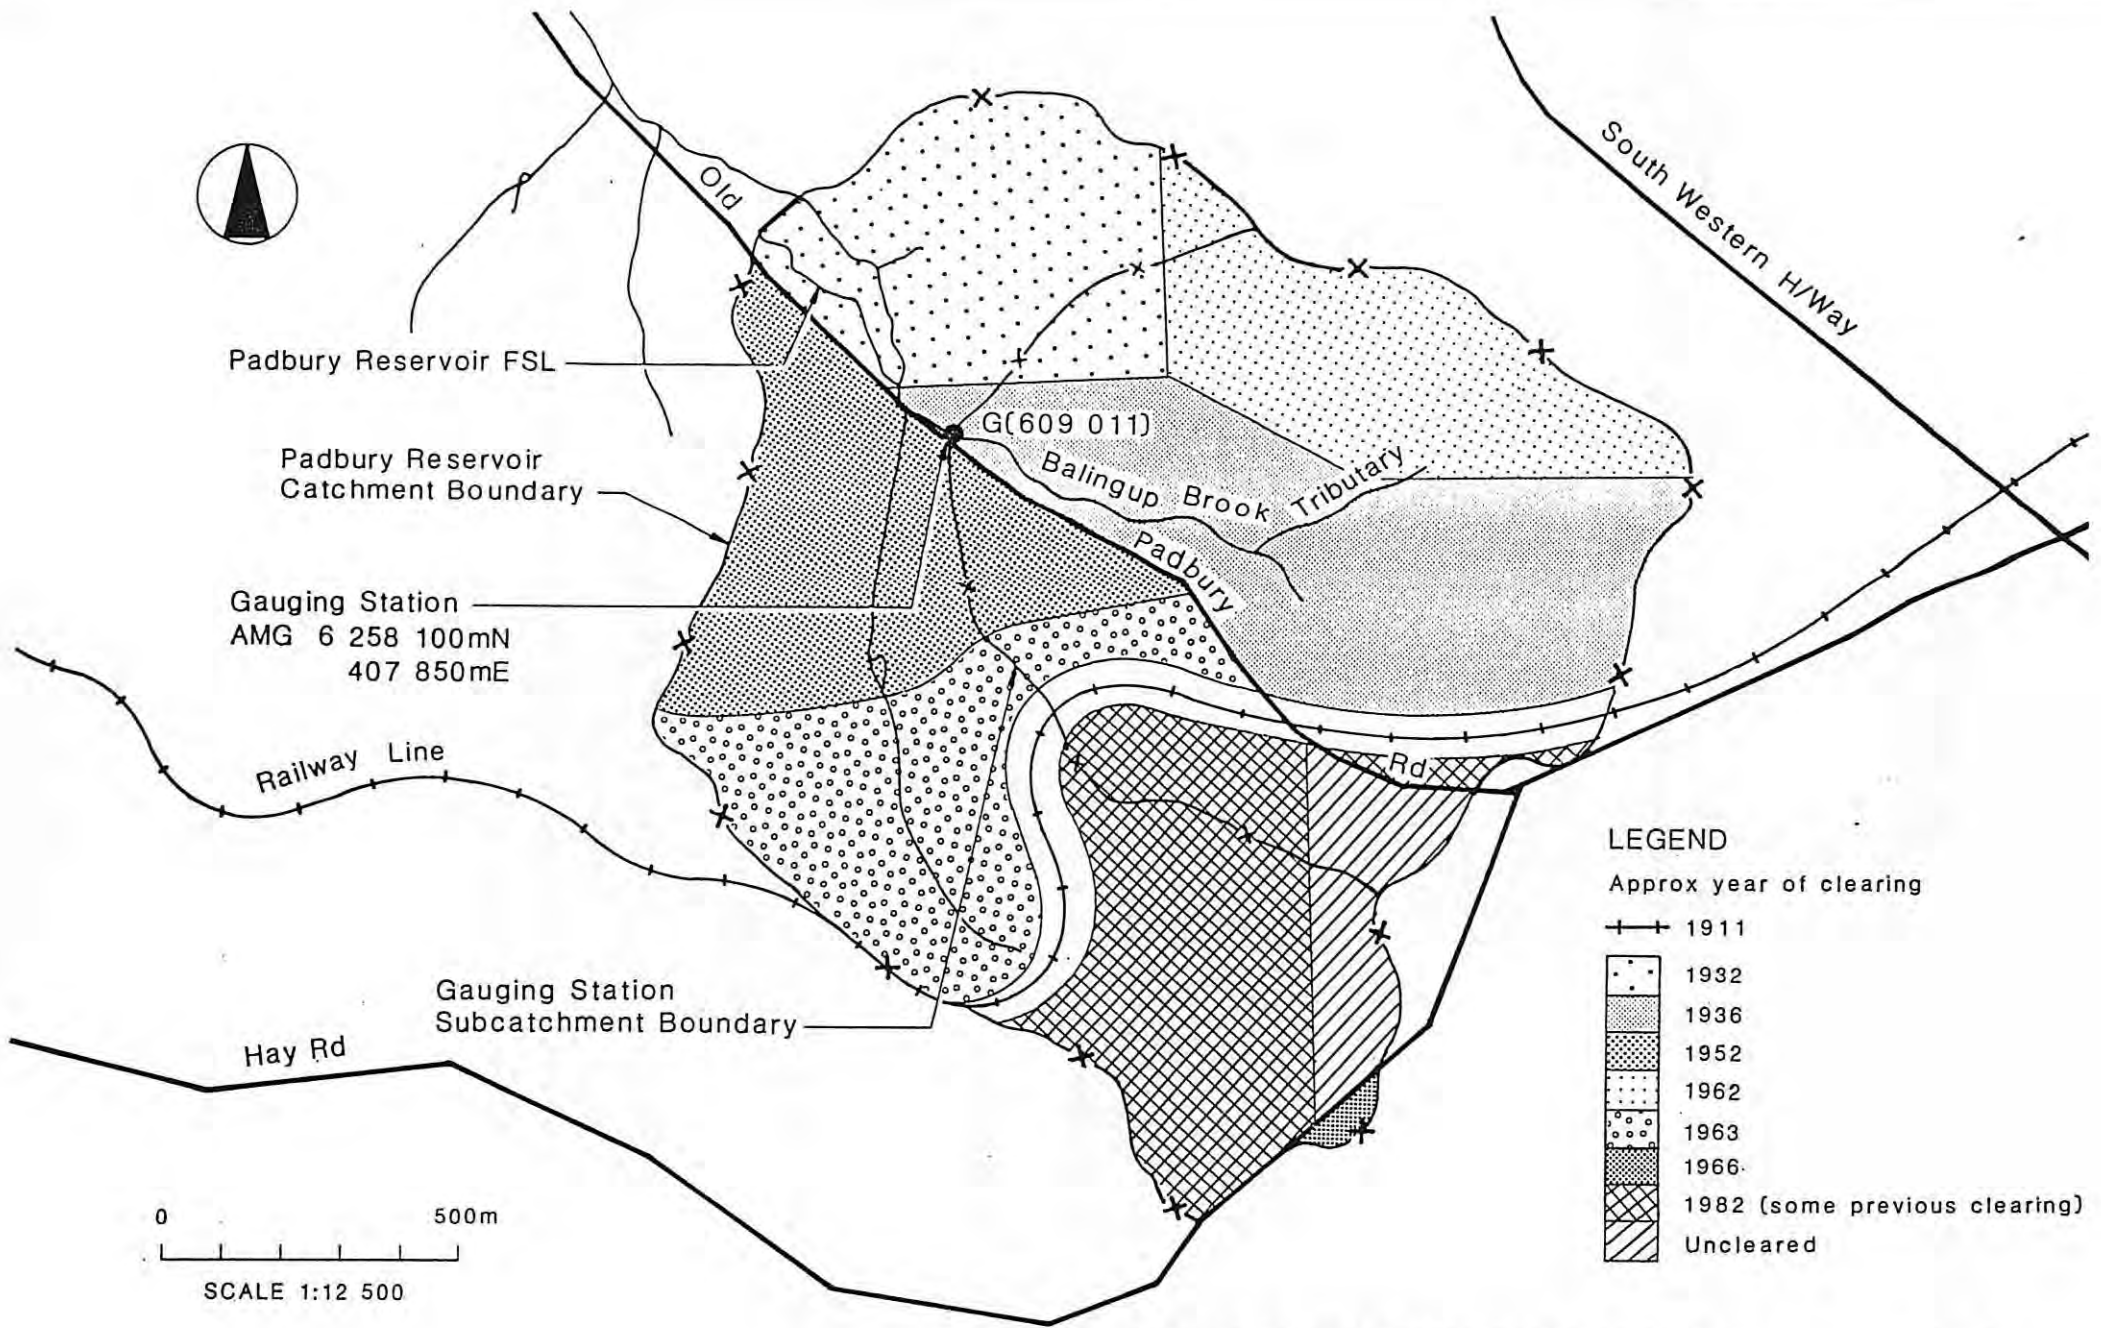 South Western H/Way
Old
Padbury Reservoir FSL
G(609 011)
Balingup Brook Tributary
Padbury Reservoir
Catchment Boundary
Padbury
Gauging Station
AMG 6 258 100mN
407 850mE
Railway Line
Rd
Gauging Station
Subcatchment Boundary
Hay Rd
0 500m
SCALE 1:12 500
LEGEND
Approx year of clearing
1911
1932
1936
1952
1962
1963
1966
1982 (some previous clearing)
Uncleared